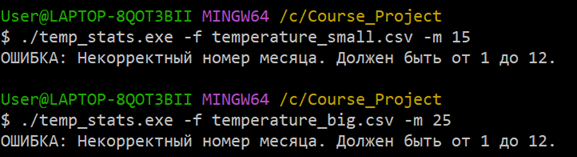 User@LAPTOP-8QOT3BII MINGW64 /c/Course_Project
$ ./temp_stats.exe -f temperature_small.csv -m 15
ОШИБКА: Некорректный номер месяца. Должен быть от 1 до 12.
User@LAPTOP-8QOT3BII MINGW64 /c/Course_Project
$ ./temp_stats.exe -f temperature_big.csv -m 25
ОШИБКА: Некорректный номер месяца. Должен быть от 1 до 12.